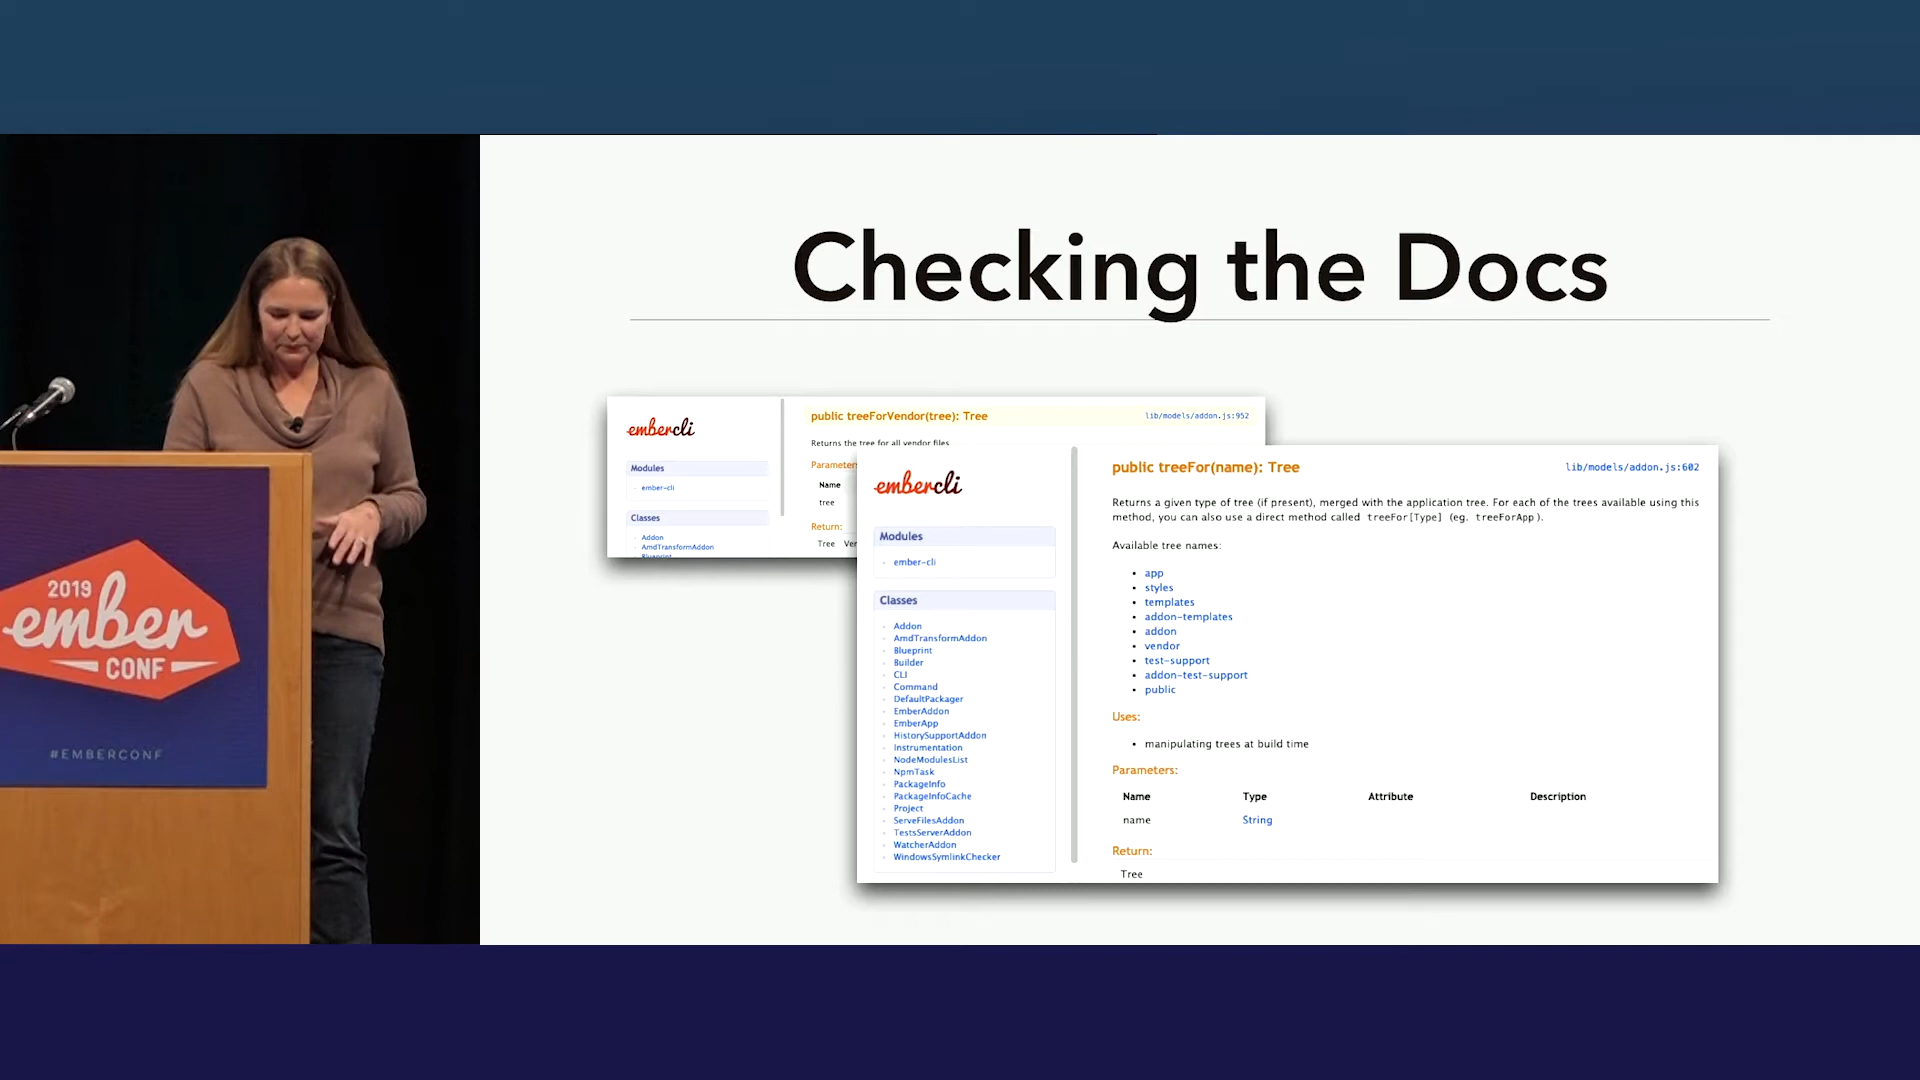 Checking the Docs
embercli
Modules
ember-cli
Classes
Addon
AmdTransformAddon
Blueprint
public treeForVendor(tree): Tree
lib/models/addon.js:952
Returns the tree for all vendor files
Parameter
Name
tree
Return:
Tree
embercli
Modules
ember-cli
Classes
Addon
AmdTransformAddon
Blueprint
Builder
CLI
Command
DefaultPackager
EmberAddon
EmberApp
HistorySupportAddon
Instrumentation
NodeModulesList
NpmTask
PackageInfo
PackageInfoCache
Project
ServeFilesAddon
TestsServerAddon
WatcherAddon
WindowsSymlinkChecker
public treeFor(name): Tree
lib/models/addon.js:602
Returns a given type of tree (if present), merged with the application tree. For each of the trees available using this
method, you can also use a direct method called treeFor[Type] (eg. treeForApp).
Available tree names:
app
styles
templates
addon-templates
addon
vendor
test-support
addon-test-support
public
Uses:
manipulating trees at build time
Parameters:
Name Type Attribute Description
name String
Return:
Tree
2019
ember
CONF
#EMBERCONF